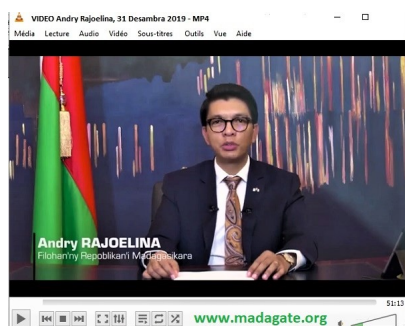 VIDEO Andry Rajoelina, 31 Desambra 2019 - MP4
Média Lecture Audio Vidéo Sous-titres Outils Vue Aide
Andry RAJOELINA
Filohan'ny Repoblikan'i Madagasikara
51:13
www.madagate.org